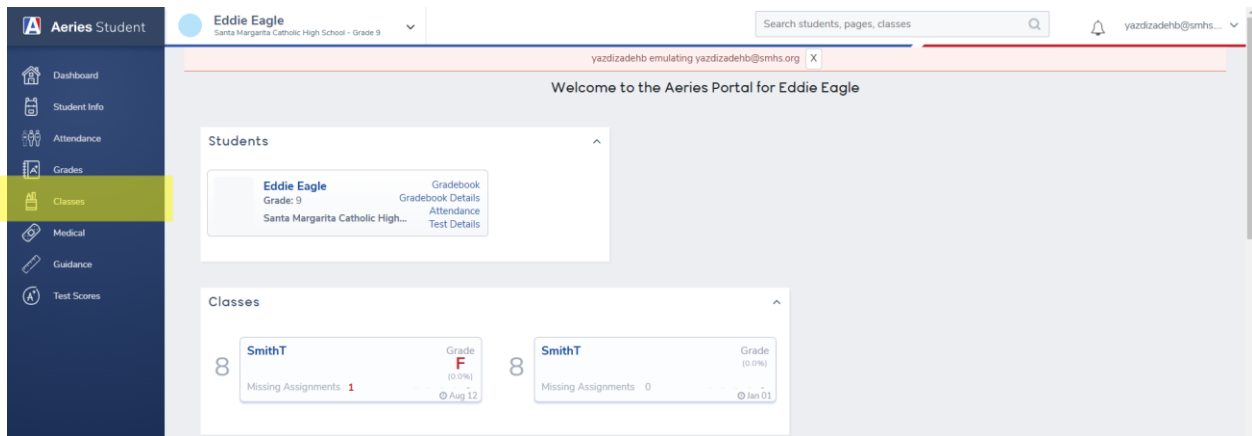 Aeries Student
Eddie Eagle
Santa Margarita Catholic High School - Grade 9
Search students, pages, classes
yazdizadehb@smhs...
yazdizadehb emulating yazdizadehb@smhs.org X
Welcome to the Aeries Portal for Eddie Eagle
Dashboard
Student Info
Attendance
Grades
Classes
Medical
Guidance
Test Scores
Students
Eddie Eagle
Grade: 9
Santa Margarita Catholic High...
Gradebook
Gradebook Details
Attendance
Test Details
Classes
8
SmithT
Grade
F
(0.0%)
Missing Assignments 1
Aug 12
8
SmithT
Grade
(0.0%)
Missing Assignments 0
Jan 01